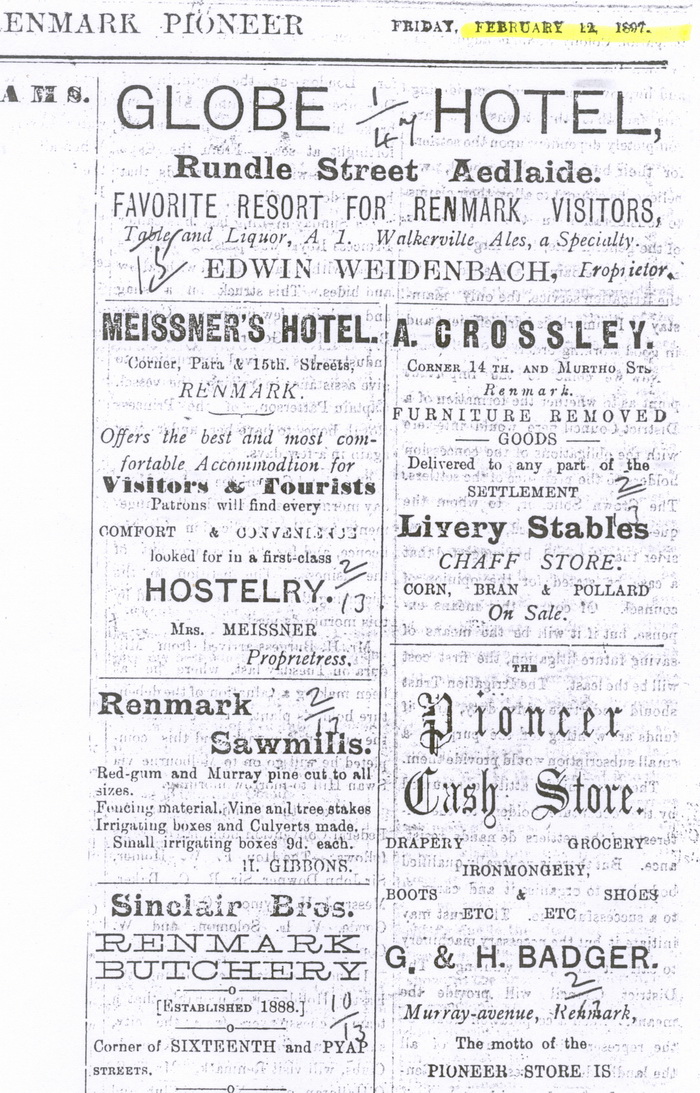 ENMARK PIONEER
FRIDAY, FEBRUARY 12, 1897.
A M S.
GLOBE HOTEL,
1/4
Rundle Street Aedlaide.
FAVORITE RESORT FOR RENMARK VISITORS,
Table and Liquor, A 1. Walkerville Ales, a Specialty.
13
EDWIN WEIDENBACH, Proprietor.
MEISSNER'S HOTEL.
Corner, Para & 15th. Streets;
RENMARK.
Offers the best and most com-
fortable Accommodtion for
Visitors & Tourists
Patrons will find every
COMFORT & CONVENIENCE
looked for in a first-class
HOSTELRY.
2/13
MRS. MEISSNER
Proprietress.
Renmark
2/13
Sawmills.
Red-gum and Murray pine cut to all
sizes.
Fencing material. Vine and tree stakes
Irrigating boxes and Culverts made.
Small irrigating boxes 9d. each.
H. GIBBONS.
Sinclair Bros.
RENMARK
BUTCHERY
[ESTABLISHED 1888.]
10/13
Corner of SIXTEENTH and PYAP
STREETS.
A. CROSSLEY.
CORNER 14 TH. AND MURTHO STS
Renmark.
FURNITURE REMOVED
GOODS
Delivered to any part of the
SETTLEMENT
2
Livery Stables
CHAFF STORE.
CORN, BRAN & POLLARD
On Sale.
THE
Pioneer
Cash Store.
DRAPERY GROCERY
IRONMONGERY,
BOOTS & SHOES
ETC ETC
G. & H. BADGER.
2/13
Murray-avenue, Renmark,
The motto of the
PIONEER STORE IS